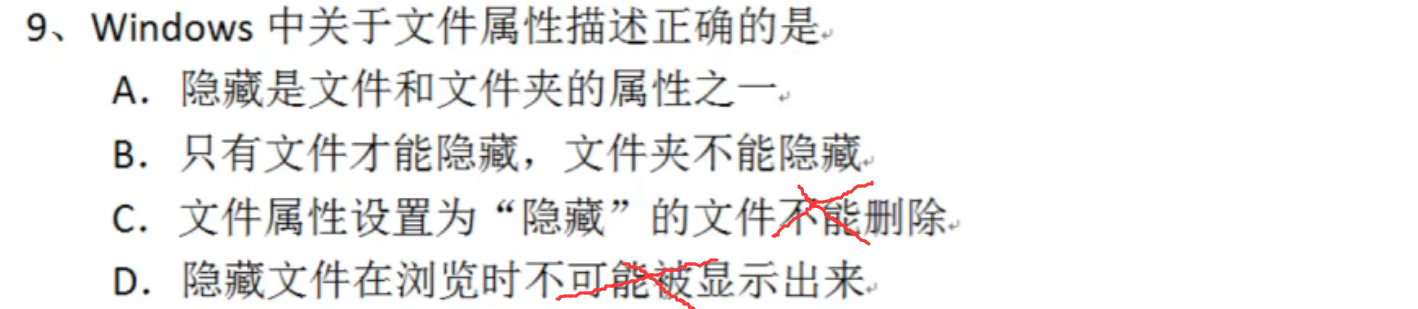 9、Windows 中关于文件属性描述正确的是
A. 隐藏是文件和文件夹的属性之一
B. 只有文件才能隐藏，文件夹不能隐藏
C. 文件属性设置为“隐藏”的文件不能删除
D. 隐藏文件在浏览时不可能被显示出来